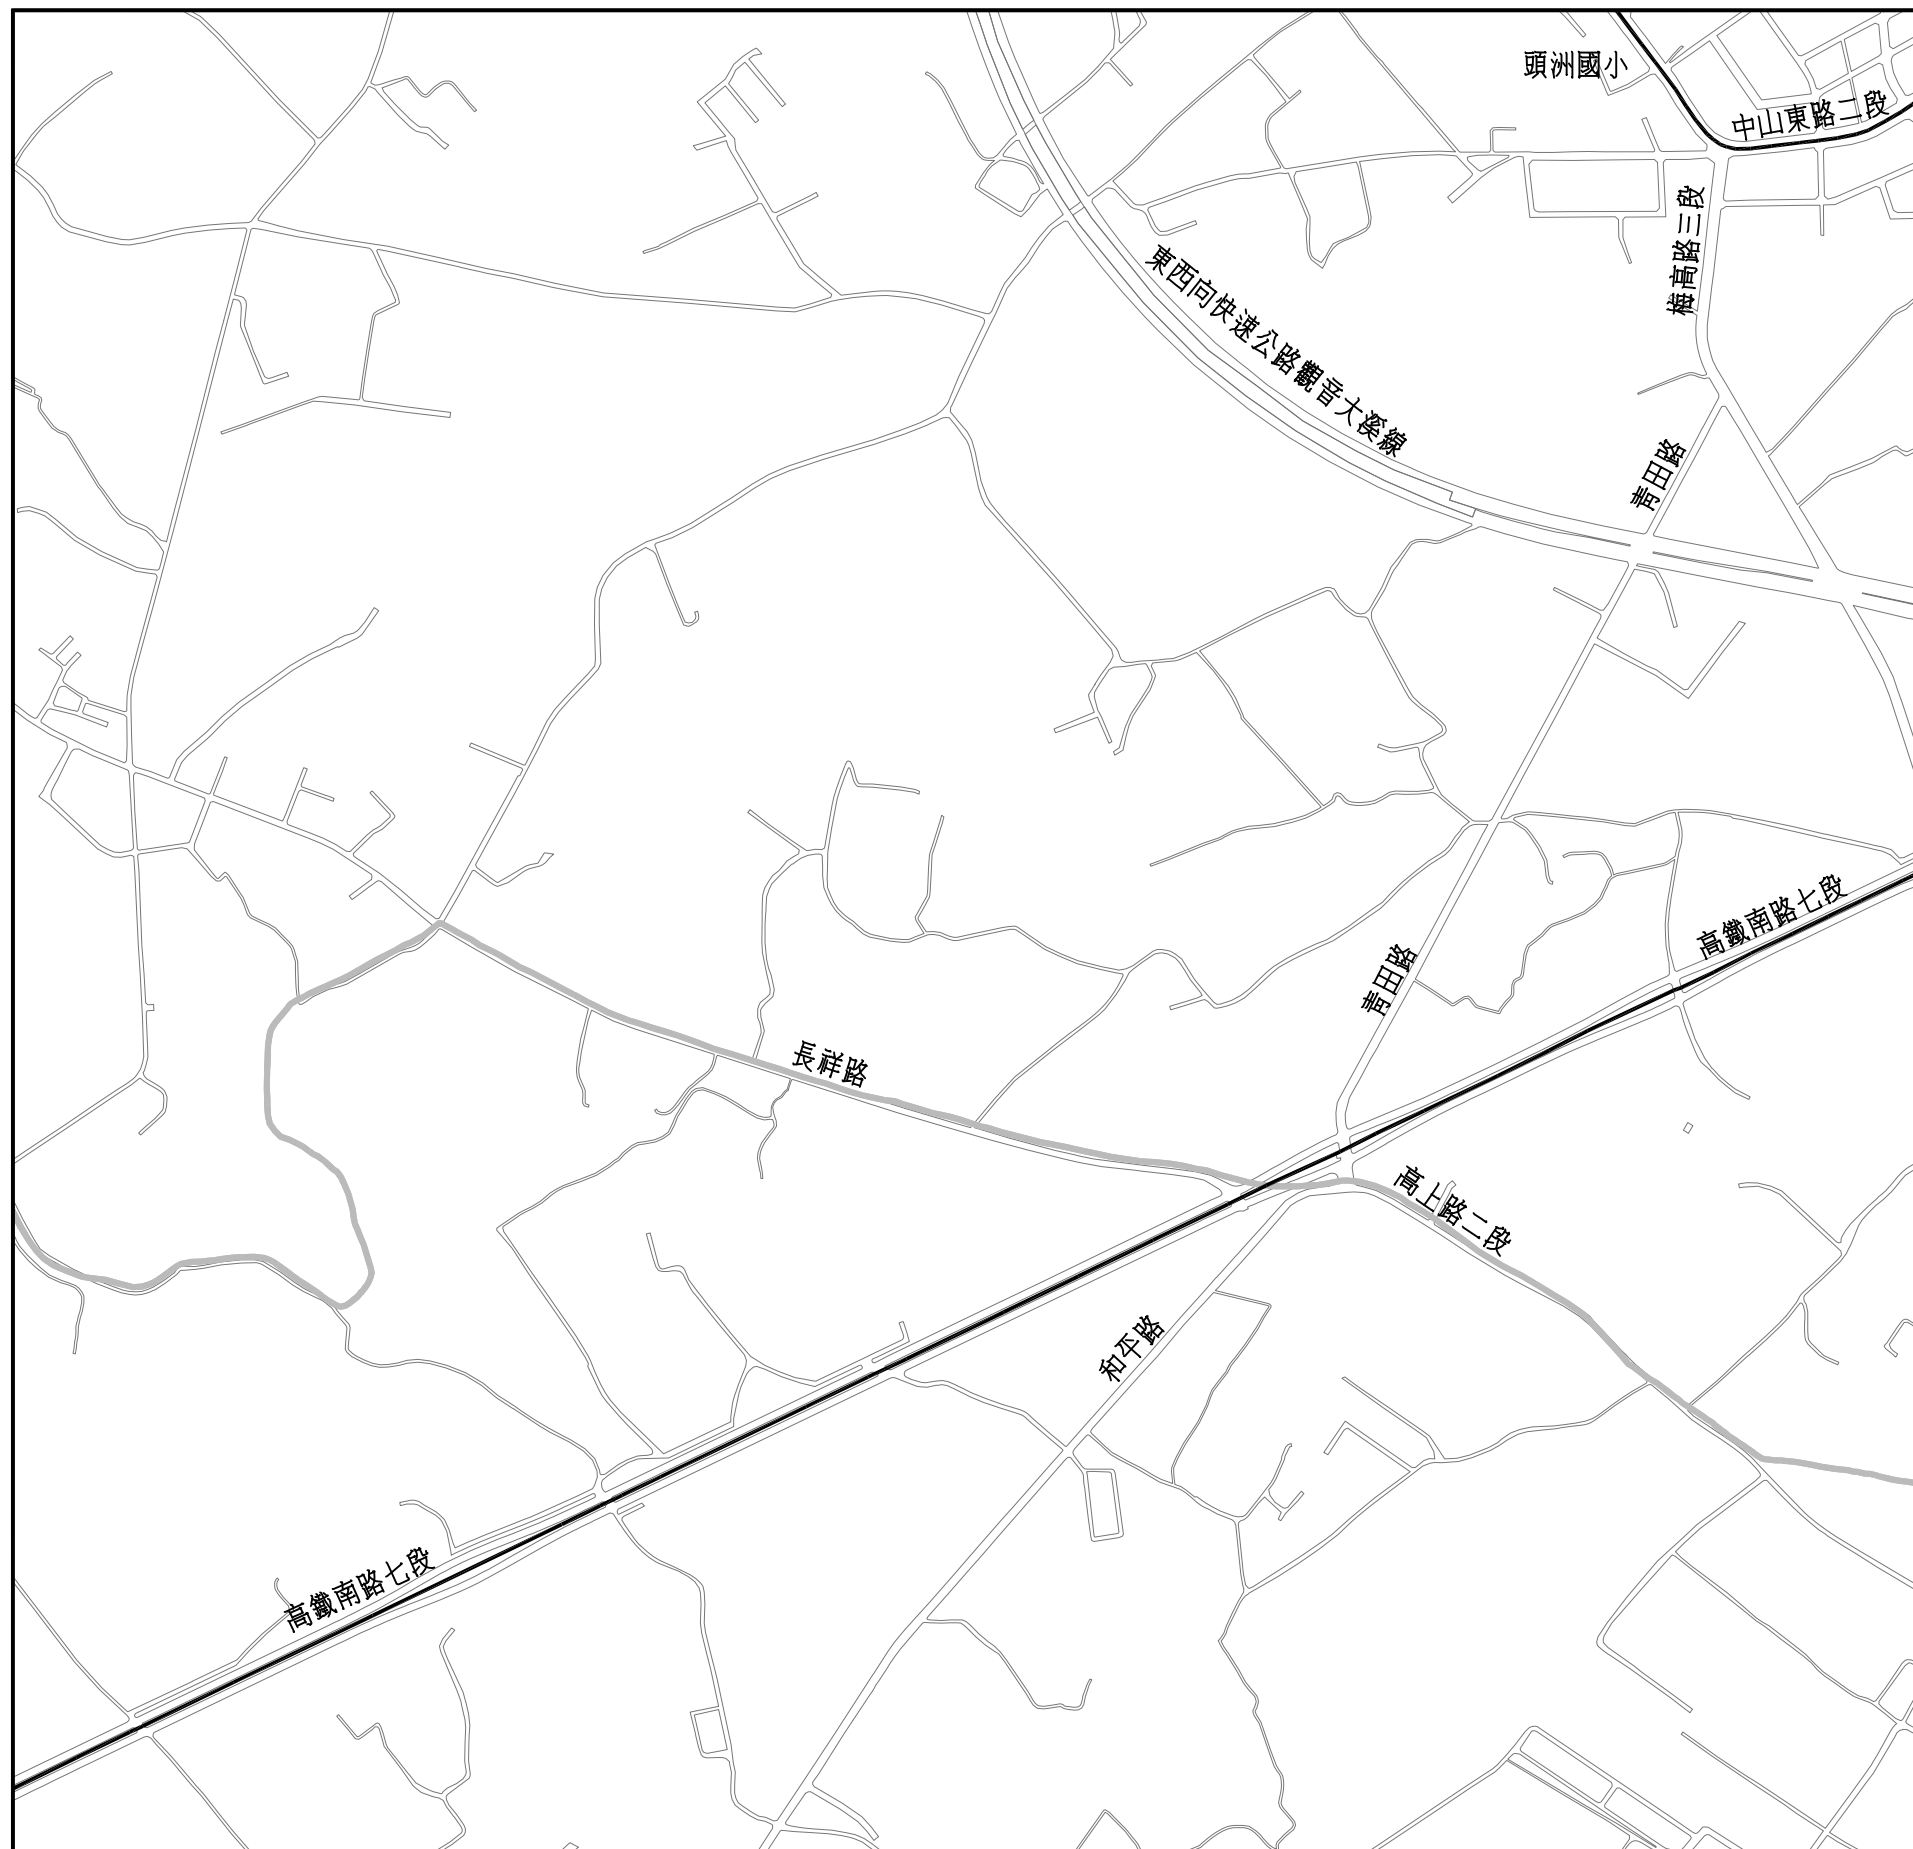 頭洲國小
中山東路二段
梅高路三段
東西向快速公路觀音大溪線
青田路
高鐵南路七段
青田路
長祥路
高上路二段
和平路
高鐵南路七段